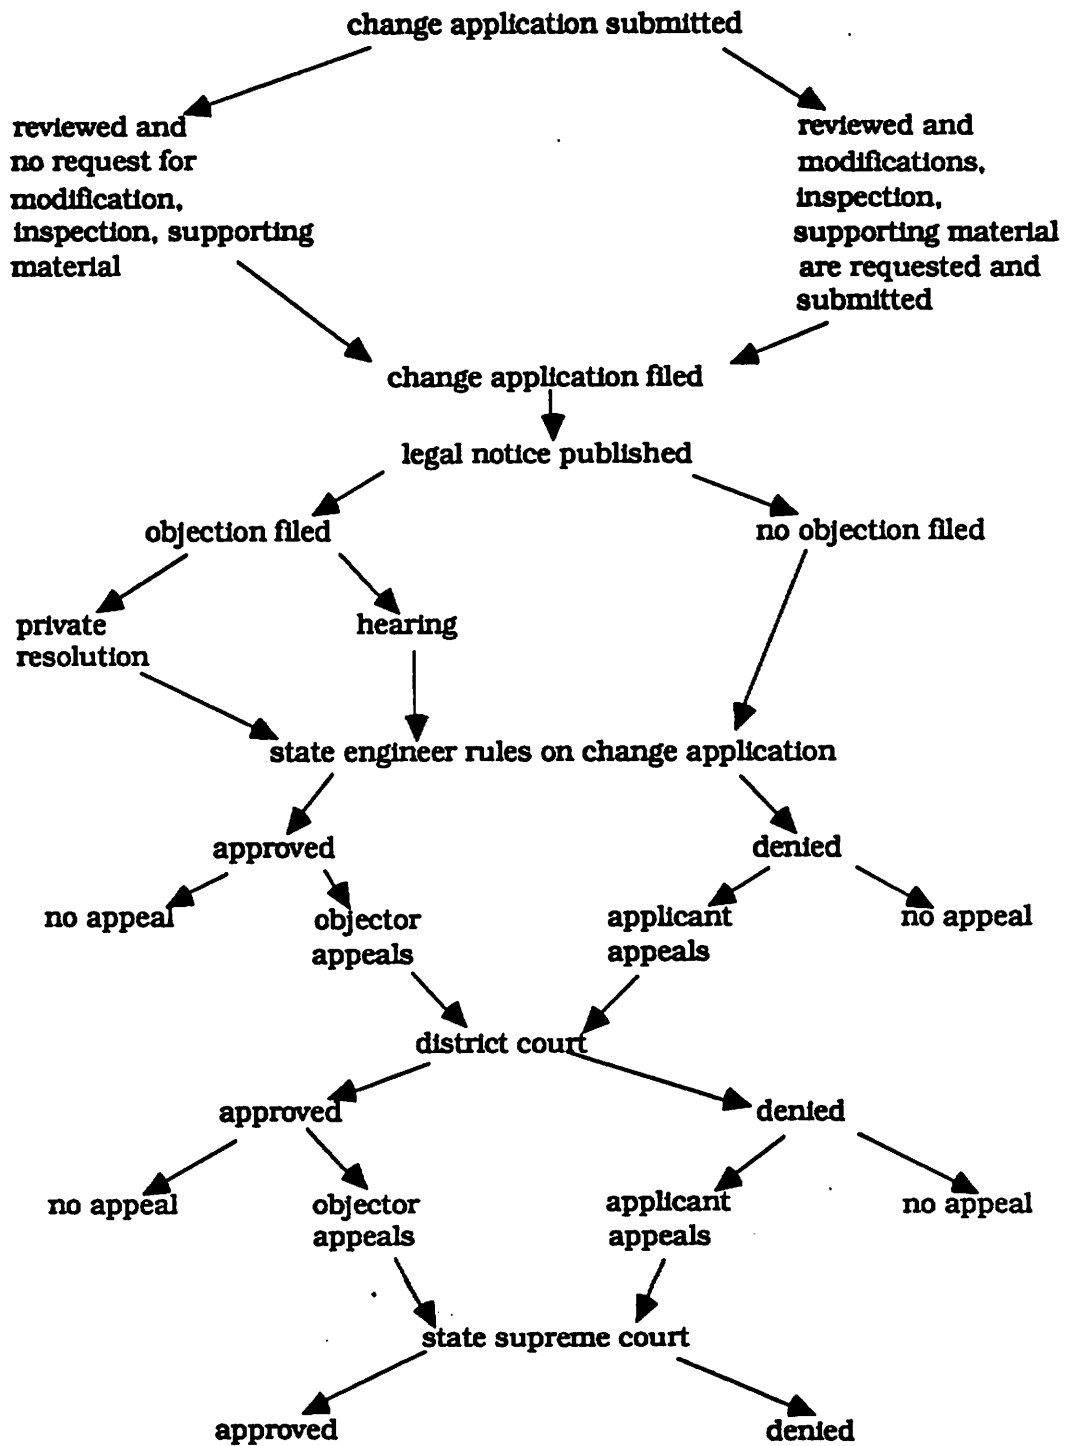 change application submitted
reviewed and
no request for
modification,
inspection, supporting
material
reviewed and
modifications,
inspection,
supporting material
are requested and
submitted
change application filed
legal notice published
objection filed
no objection filed
private
resolution
hearing
state engineer rules on change application
approved
denied
no appeal
objector
appeals
applicant
appeals
no appeal
district court
approved
denied
no appeal
objector
appeals
applicant
appeals
no appeal
state supreme court
approved
denied